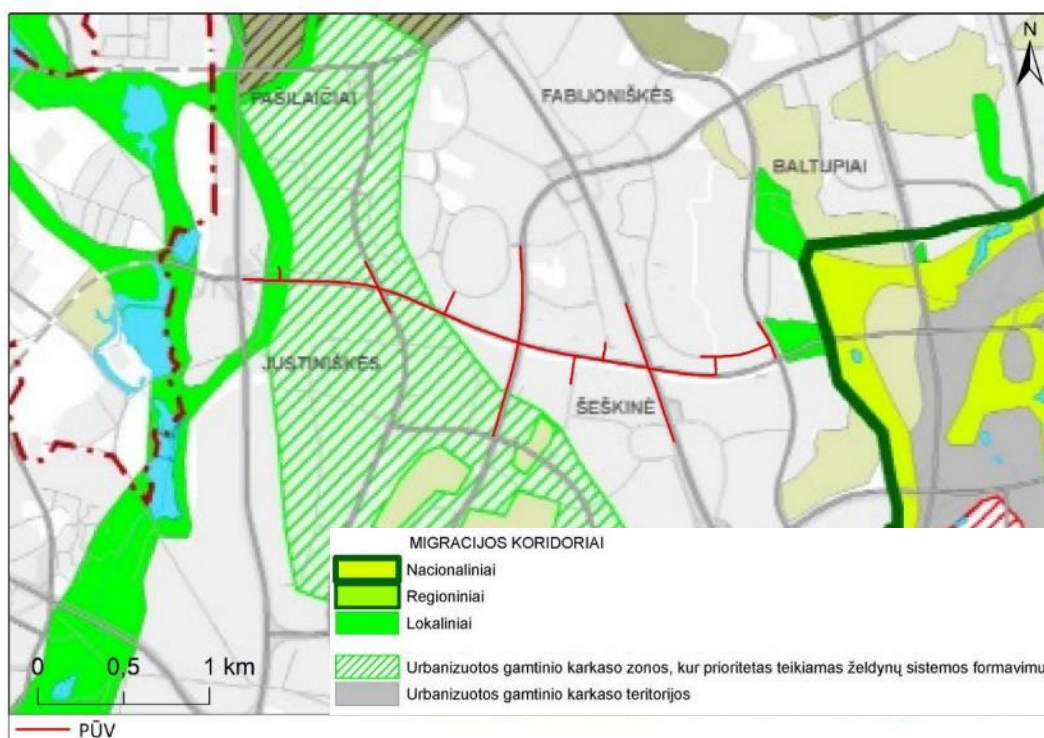 N
PAŠILAIČIAI
FABIJONIŠKĖS
BALTUPIAI
JUSTINIŠKĖS
ŠEŠKINĖ
MIGRACIJOS KORIDORIAI
Nacionaliniai
Regioniniai
Lokaliniai
Urbanizuotos gamtinio karkaso zonos, kur prioritetas teikiamas želdynų sistemos formavimu
Urbanizuotos gamtinio karkaso teritorijos
0 0,5 1 km
PŪV